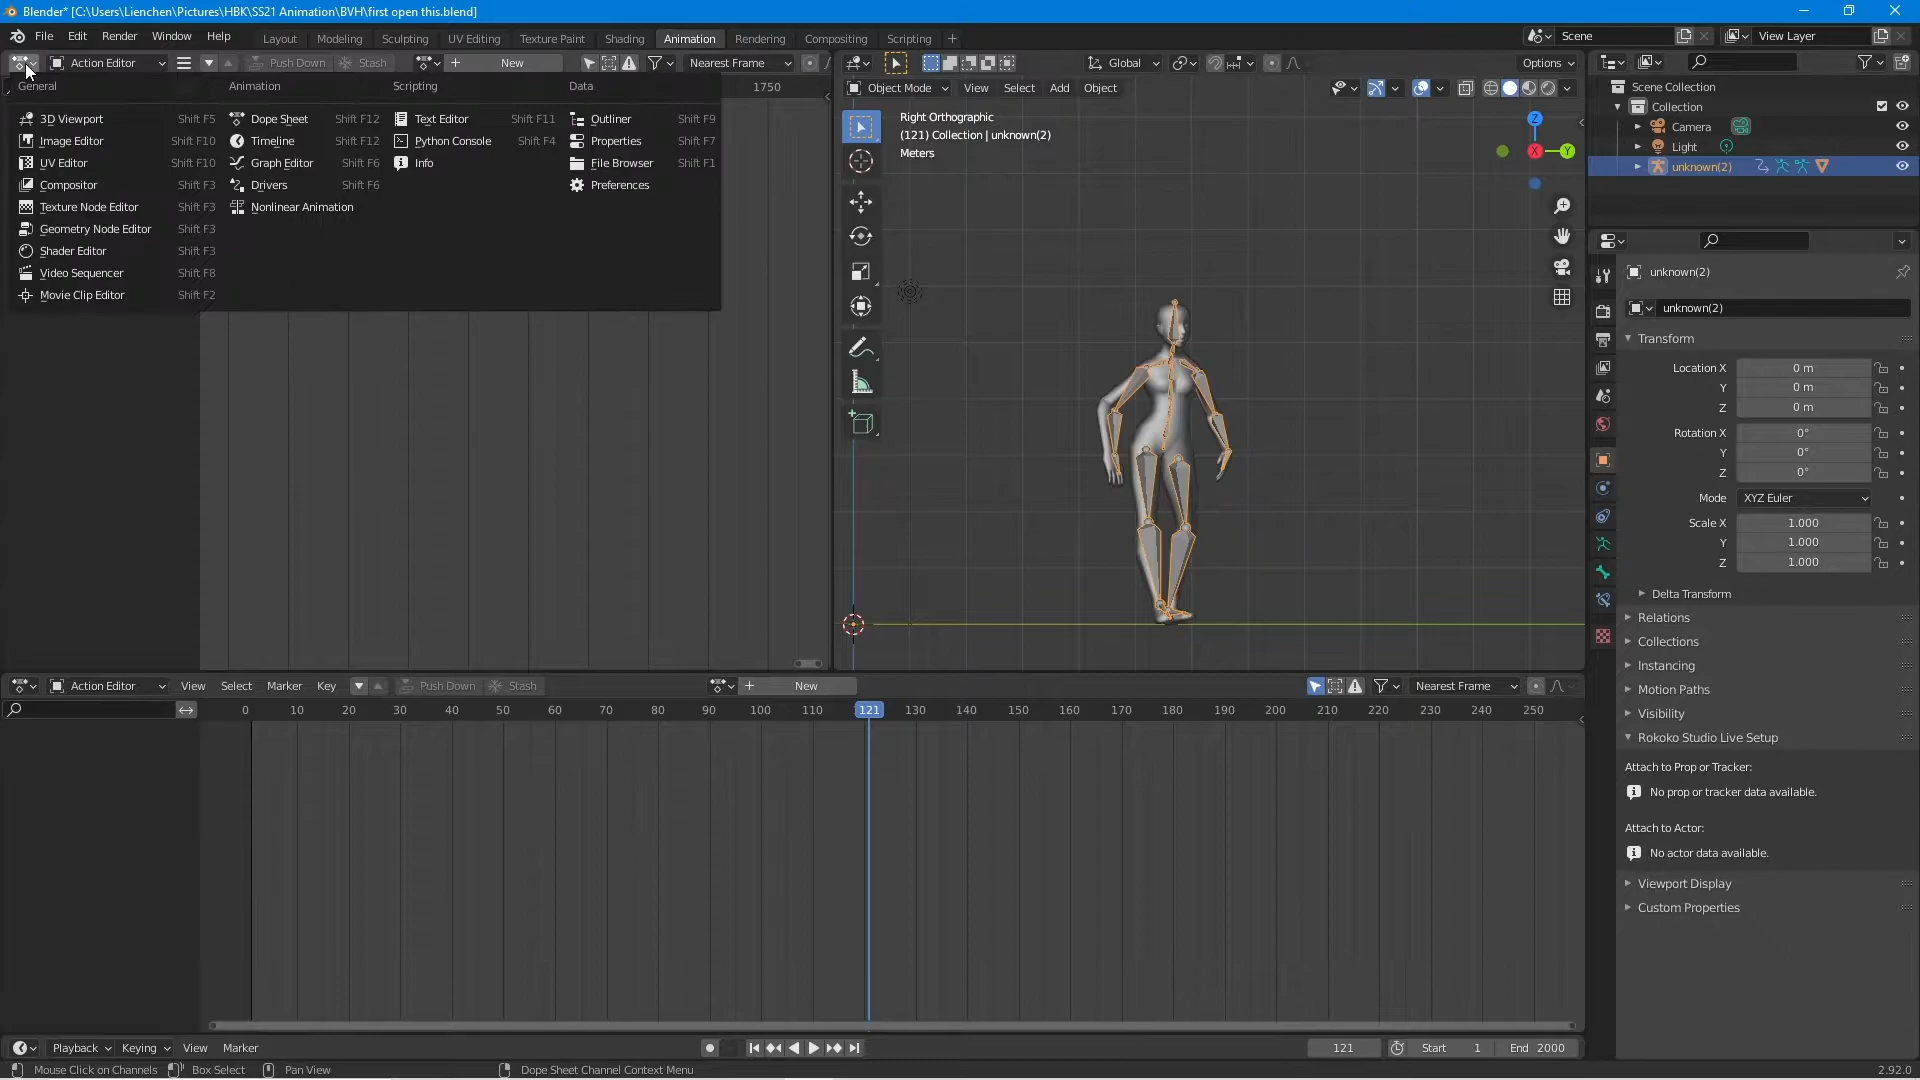 Blender* [C:\Users\Lienchen\Pictures\HBK\SS21 Animation\BVH\first open this.blend]
File Edit Render Window Help Layout Modeling Sculpting UV Editing Texture Paint Shading Animation Rendering Compositing Scripting Scene View Layer
Action Editor Push Down Stash New Nearest Frame Global Options
General Animation Scripting Data 1750
Object Mode View Select Add Object
3D Viewport Shift F5 Dope Sheet Shift F12 Text Editor Shift F11 Outliner Shift F9
Image Editor Shift F10 Timeline Shift F12 Python Console Shift F4 Properties Shift F7
UV Editor Shift F10 Graph Editor Shift F6 Info File Browser Shift F1
Compositor Shift F3 Drivers Shift F6 Preferences
Texture Node Editor Shift F3 Nonlinear Animation
Geometry Node Editor Shift F3
Shader Editor Shift F3
Video Sequencer Shift F8
Movie Clip Editor Shift F2
Right Orthographic
(121) Collection | unknown(2)
Meters
Z
X
Y
Scene Collection
Collection
Camera
Light
unknown(2)
unknown(2)
unknown(2)
Transform
Location X 0 m
Y 0 m
Z 0 m
Rotation X 0°
Y 0°
Z 0°
Mode XYZ Euler
Scale X 1.000
Y 1.000
Z 1.000
Delta Transform
Relations
Collections
Instancing
Motion Paths
Visibility
Rokoko Studio Live Setup
Attach to Prop or Tracker:
No prop or tracker data available.
Attach to Actor:
No actor data available.
Viewport Display
Custom Properties
Action Editor View Select Marker Key Push Down Stash New Nearest Frame
0 10 20 30 40 50 60 70 80 90 100 110 121 130 140 150 160 170 180 190 200 210 220 230 240 250
Playback Keying View Marker 121 Start 1 End 2000
Mouse Click on Channels Box Select Pan View Dope Sheet Channel Context Menu 2.92.0